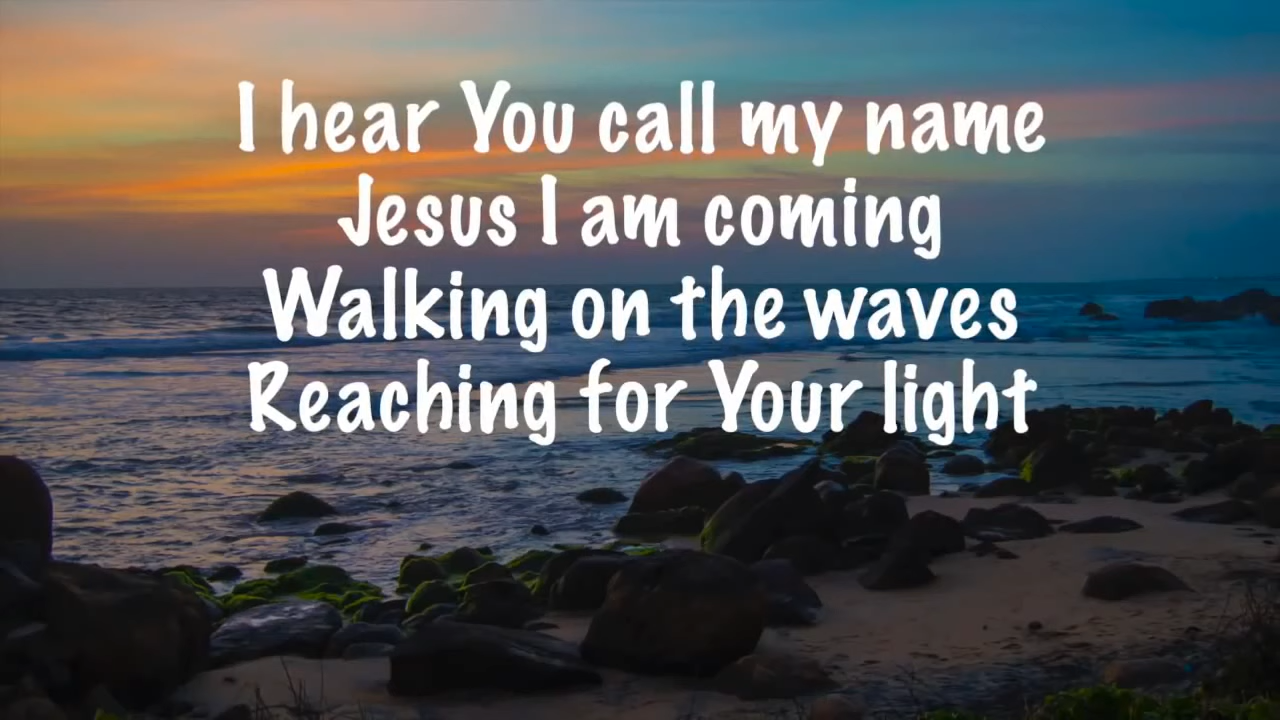 I hear You call my name
Jesus I am coming
Walking on the waves
Reaching for Your light